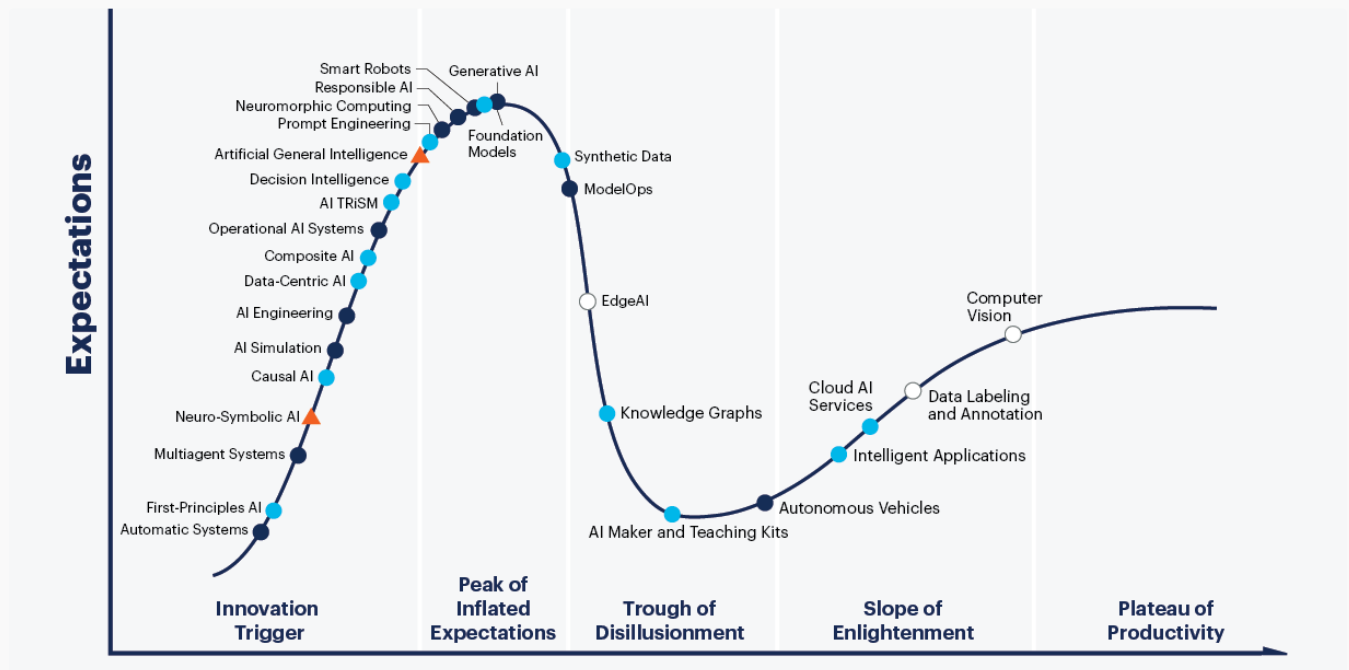 Expectations
Smart Robots
Generative AI
Responsible AI
Neuromorphic Computing
Prompt Engineering
Foundation
Models
Artificial General Intelligence
Synthetic Data
Decision Intelligence
ModelOps
AI TRiSM
Operational AI Systems
Composite AI
Data-Centric AI
EdgeAI
AI Engineering
AI Simulation
Causal AI
Neuro-Symbolic AI
Multiagent Systems
First-Principles AI
Automatic Systems
Knowledge Graphs
AI Maker and Teaching Kits
Autonomous Vehicles
Intelligent Applications
Cloud AI
Services
Data Labeling
and Annotation
Computer
Vision
Innovation
Trigger
Peak of
Inflated
Expectations
Trough of
Disillusionment
Slope of
Enlightenment
Plateau of
Productivity